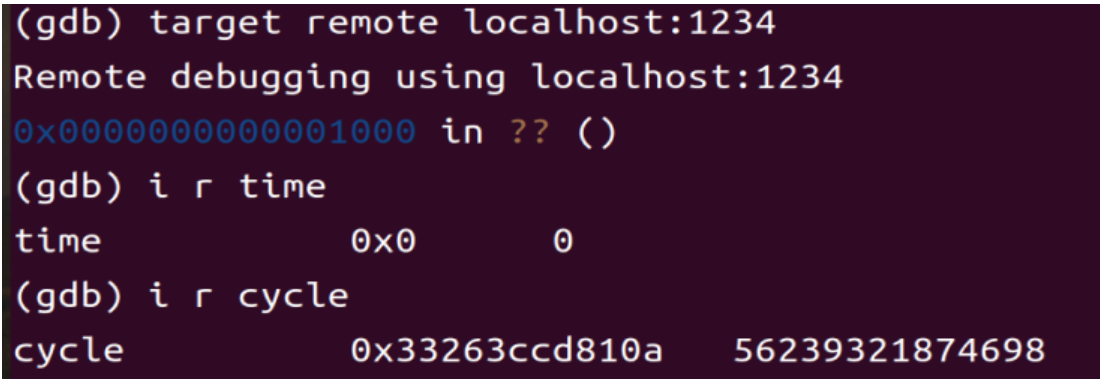 (gdb) target remote localhost:1234
Remote debugging using localhost:1234
0x0000000000001000 in ?? ()
(gdb) i r time
time 0x0 0
(gdb) i r cycle
cycle 0x33263ccd810a 56239321874698